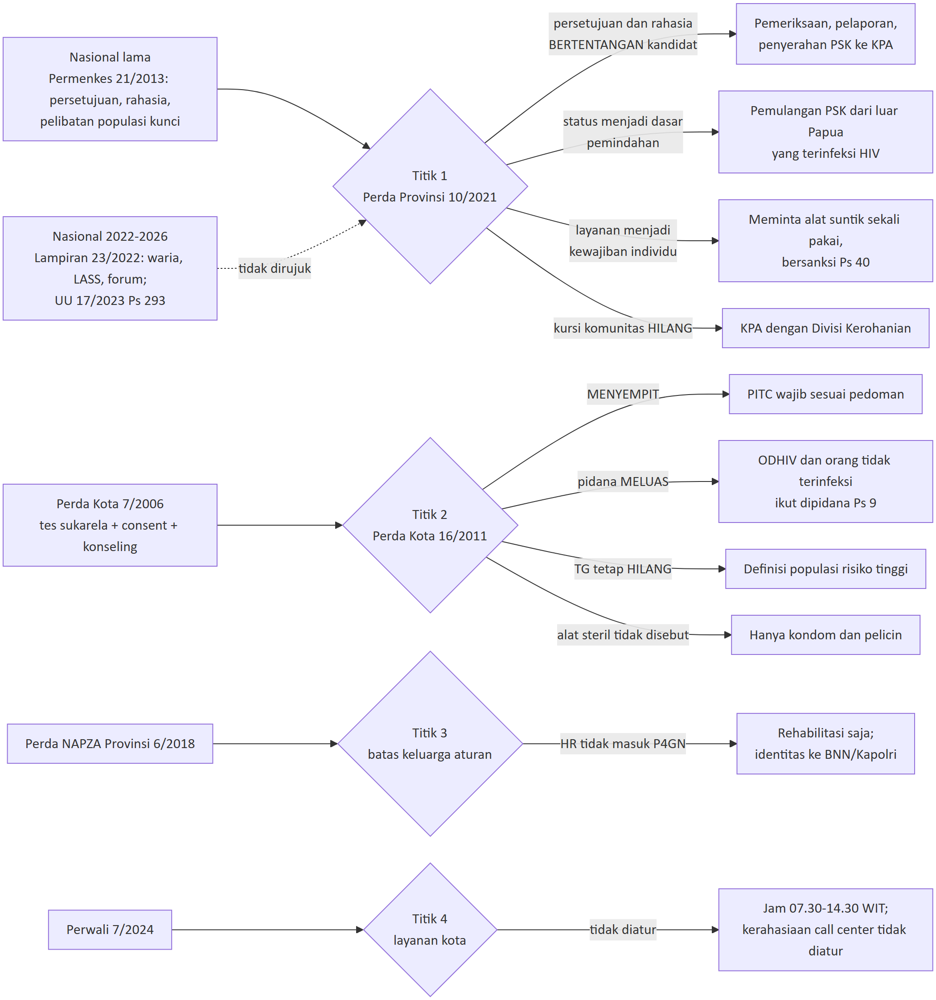 Nasional lama
Permenkes 21/2013:
persetujuan, rahasia,
pelibatan populasi kunci
Nasional 2022-2026
Lampiran 23/2022: waria,
LASS, forum;
UU 17/2023 Ps 293
tidak dirujuk
Titik 1
Perda Provinsi 10/2021
persetujuan dan rahasia
BERTENTANGAN kandidat
Pemeriksaan, pelaporan,
penyerahan PSK ke KPA
status menjadi dasar
pemindahan
Pemulangan PSK dari luar
Papua
yang terinfeksi HIV
layanan menjadi
kewajiban individu
Meminta alat suntik sekali
pakai,
bersanksi Ps 40
kursi komunitas HILANG
KPA dengan Divisi Kerohanian
Perda Kota 7/2006
tes sukarela + consent +
konseling
Titik 2
Perda Kota 16/2011
MENYEMPIT
PITC wajib sesuai pedoman
pidana MELUAS
ODHIV dan orang tidak
terinfeksi
ikut dipidana Ps 9
TG tetap HILANG
Definisi populasi risiko tinggi
alat steril tidak disebut
Hanya kondom dan pelicin
Perda NAPZA Provinsi 6/2018
Titik 3
batas keluarga aturan
HR tidak masuk P4GN
Rehabilitasi saja;
identitas ke BNN/Kapolri
Perwali 7/2024
Titik 4
layanan kota
tidak diatur
Jam 07.30-14.30 WIT;
kerahasiaan call center tidak
diatur